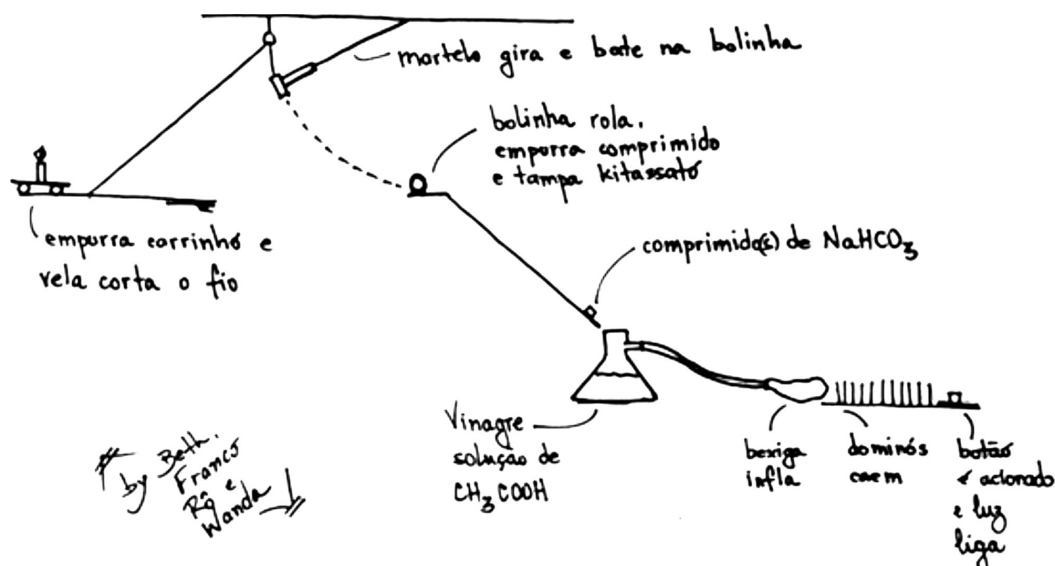 martelo gira e bate na bolinha
bolinha rola,
empurra comprimido
e tampa kitassato
empurra carrinho e
vela corta o fio
comprimido(s) de NaHCO₃
Vinagre
solução de
CH₃COOH
bexiga
infla
dominós
caem
botão
é acionado
e luz
liga
by Beth,
Franco
Rô e
Wanda